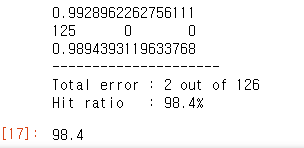 0.9928962262756111
125 0 0
0.9894393119633768
---------------------
Total error : 2 out of 126
Hit ratio : 98.4%
[17]: 98.4